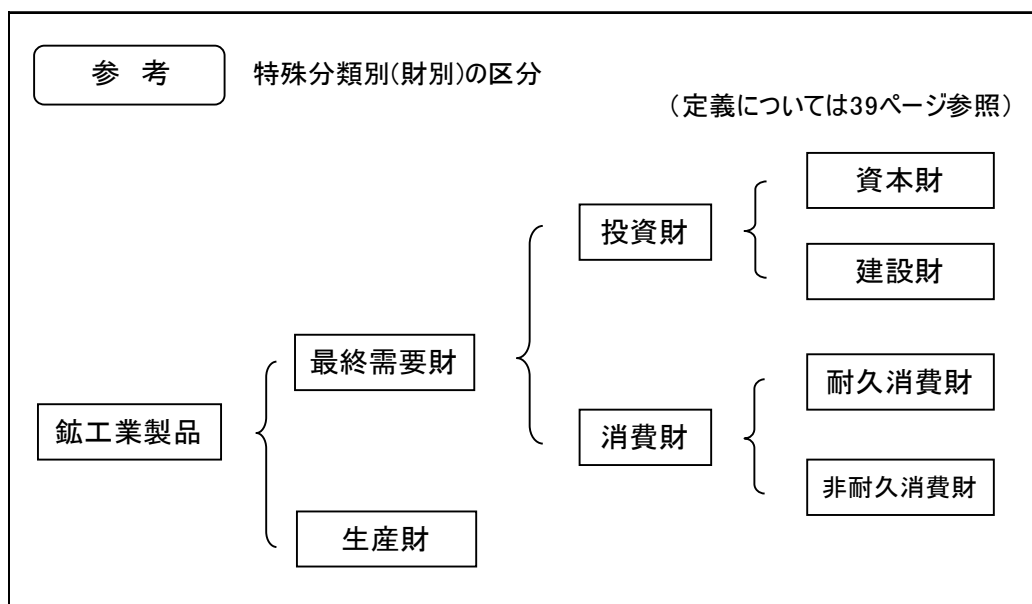 参 考
特殊分類別(財別)の区分
（定義については39ページ参照）
資本財
投資財
建設財
最終需要財
耐久消費財
鉱工業製品
消費財
非耐久消費財
生産財